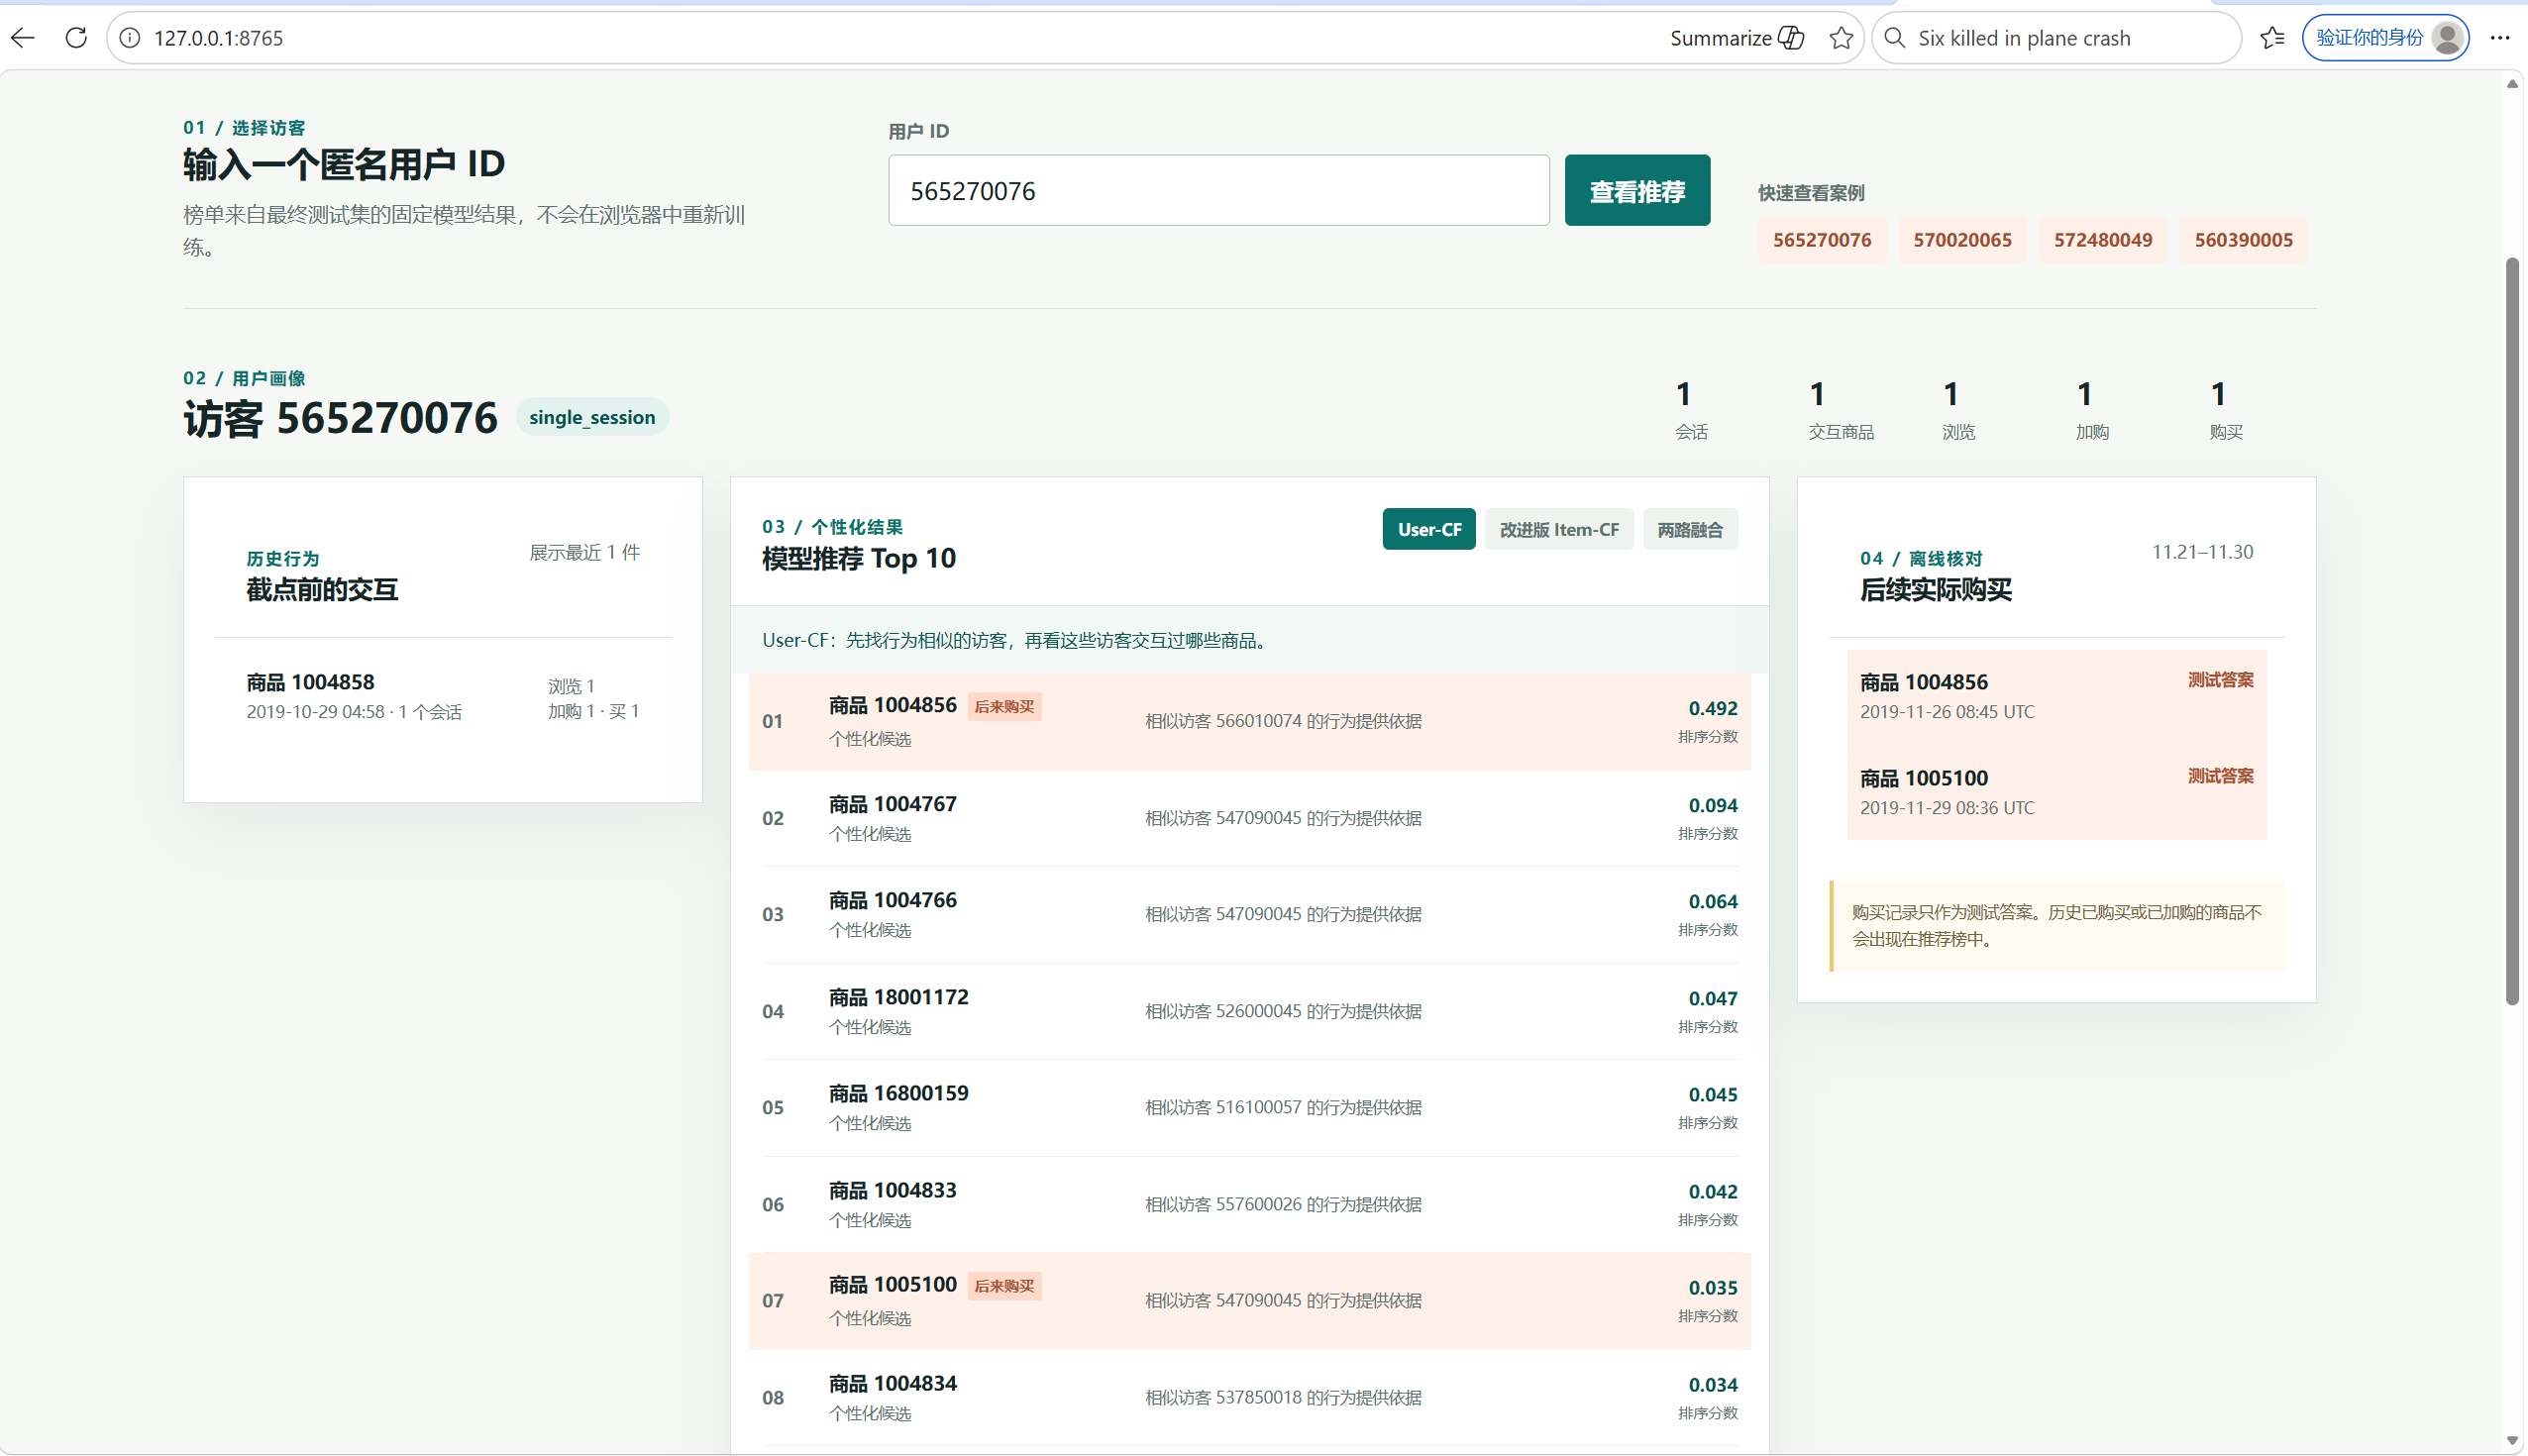 127.0.0.1:8765
Summarize
Six killed in plane crash
验证你的身份
01 / 选择访客
输入一个匿名用户 ID
榜单来自最终测试集的固定模型结果，不会在浏览器中重新训
练。
用户 ID
565270076
查看推荐
快速查看案例
565270076
570020065
572480049
560390005
02 / 用户画像
访客 565270076
single_session
1
会话
1
交互商品
1
浏览
1
加购
1
购买
历史行为
截点前的交互
展示最近 1 件
商品 1004858
2019-10-29 04:58 · 1 个会话
浏览 1
加购 1 · 买 1
03 / 个性化结果
模型推荐 Top 10
User-CF
改进版 Item-CF
两路融合
User-CF：先找行为相似的访客，再看这些访客交互过哪些商品。
01
商品 1004856
后来购买
个性化候选
相似访客 566010074 的行为提供依据
0.492
排序分数
02
商品 1004767
个性化候选
相似访客 547090045 的行为提供依据
0.094
排序分数
03
商品 1004766
个性化候选
相似访客 547090045 的行为提供依据
0.064
排序分数
04
商品 18001172
个性化候选
相似访客 526000045 的行为提供依据
0.047
排序分数
05
商品 16800159
个性化候选
相似访客 516100057 的行为提供依据
0.045
排序分数
06
商品 1004833
个性化候选
相似访客 557600026 的行为提供依据
0.042
排序分数
07
商品 1005100
后来购买
个性化候选
相似访客 547090045 的行为提供依据
0.035
排序分数
08
商品 1004834
个性化候选
相似访客 537850018 的行为提供依据
0.034
排序分数
04 / 离线核对
后续实际购买
11.21–11.30
商品 1004856
测试答案
2019-11-26 08:45 UTC
商品 1005100
测试答案
2019-11-29 08:36 UTC
购买记录只作为测试答案。历史已购买或已加购的商品不
会出现在推荐榜中。